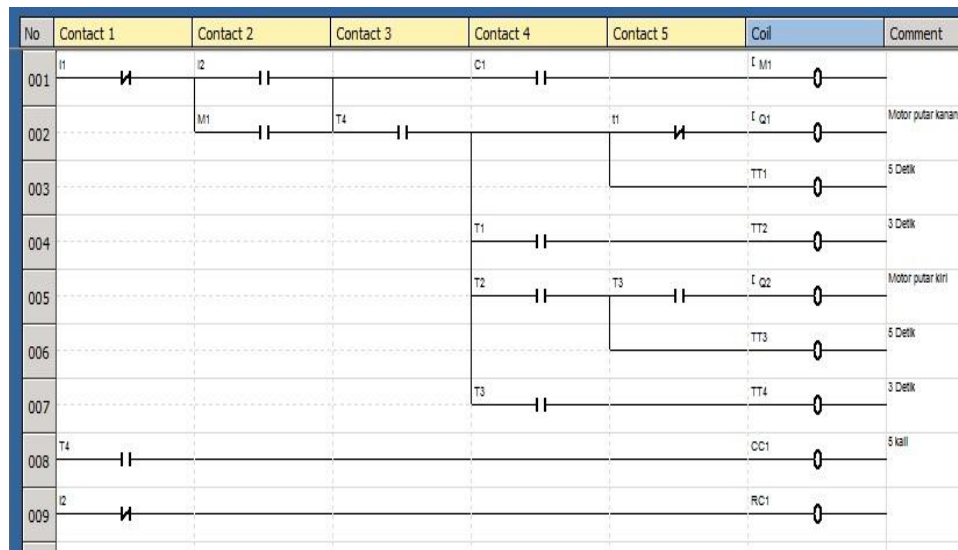 No Contact 1 Contact 2 Contact 3 Contact 4 Contact 5 Coil Comment
001 I1 I2 C1 [ M1
002 M1 T4 t1 [ Q1 Motor putar kanan
003 TT1 5 Detik
004 T1 TT2 3 Detik
005 T2 T3 [ Q2 Motor putar kiri
006 TT3 5 Detik
007 T3 TT4 3 Detik
008 T4 CC1 5 kali
009 I2 RC1